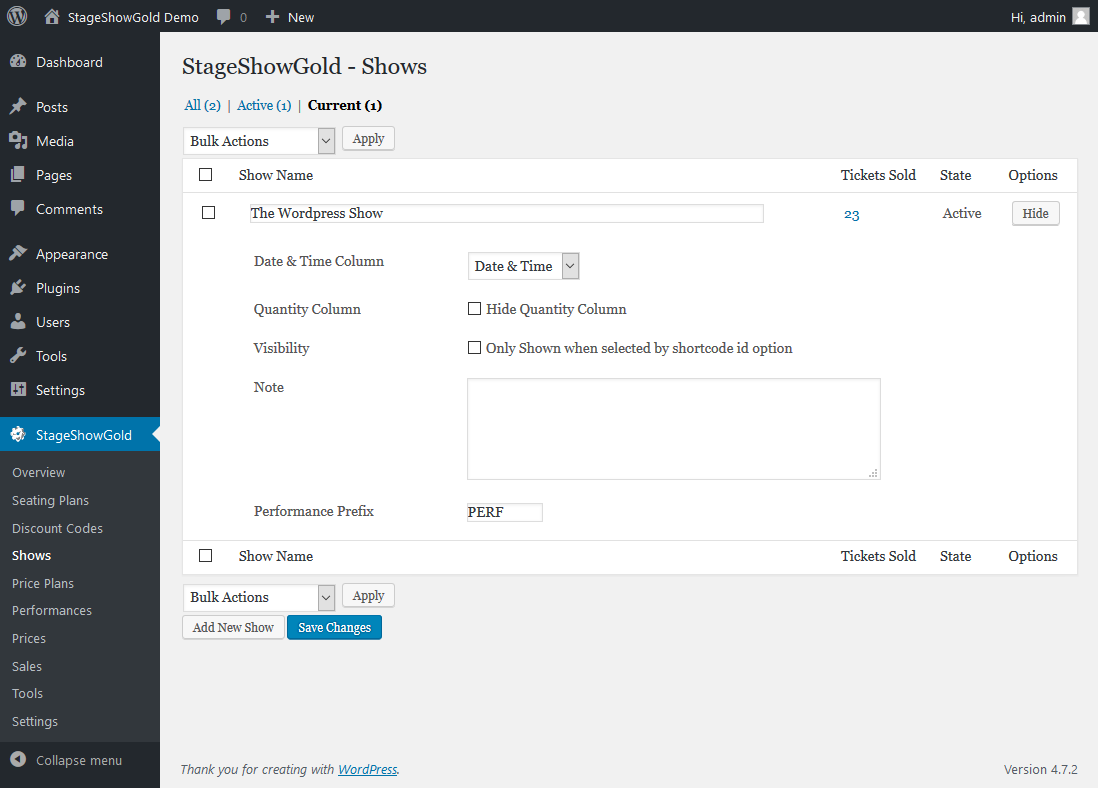 StageShowGold Demo 0 New Hi, admin
Dashboard
Posts
Media
Pages
Comments
Appearance
Plugins
Users
Tools
Settings
StageShowGold
Overview
Seating Plans
Discount Codes
Shows
Price Plans
Performances
Prices
Sales
Tools
Settings
Collapse menu
StageShowGold - Shows
All (2) | Active (1) | Current (1)
Bulk Actions Apply
Show Name Tickets Sold State Options
The Wordpress Show 23 Active Hide
Date & Time Column Date & Time
Quantity Column Hide Quantity Column
Visibility Only Shown when selected by shortcode id option
Note
Performance Prefix PERF
Show Name Tickets Sold State Options
Bulk Actions Apply
Add New Show Save Changes
Thank you for creating with WordPress. Version 4.7.2